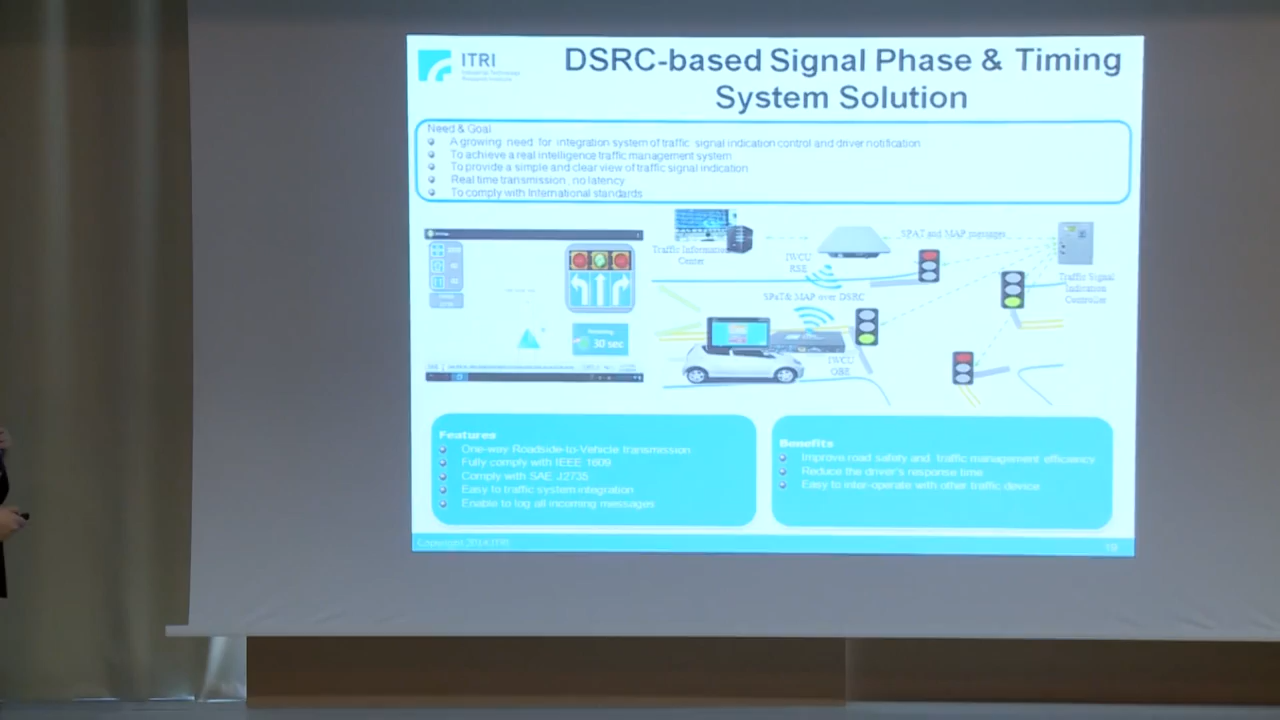 ITRI
Industrial Technology
Research Institute
DSRC-based Signal Phase & Timing
System Solution
Need & Goal
A growing need for integration system of traffic signal indication control and driver notification
To achieve a real intelligence traffic management system
To provide a simple and clear view of traffic signal indication
Real time transmission, no latency
To comply with International standards
Traffic Information
Center
IWCU
RSE
SPAT and MAP messages
Traffic Signal
Indication
Controller
SPaT& MAP over DSRC
30 sec
IWCU
OBE
Features
One-way Roadside-to-Vehicle transmission
Fully comply with IEEE 1609
Comply with SAE J2735
Easy to traffic system integration
Enable to log all incoming messages
Benefits
Improve road safety and traffic management efficiency
Reduce the driver's response time
Easy to inter-operate with other traffic device
Copyright 2014 ITRI
19